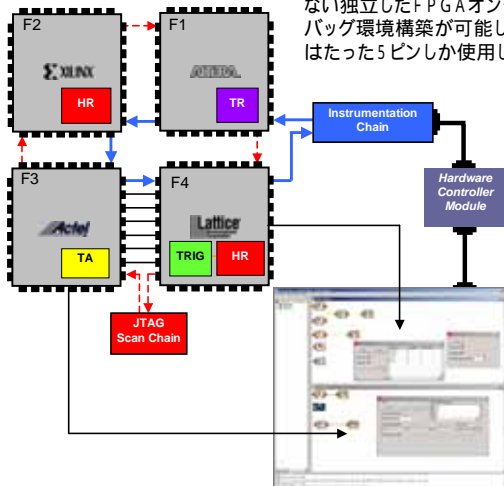 ない独立したFPGAオン
バッグ環境構築が可能し
はたった5ピンしか使用し
F2
F1
XILINX
ALTERA
HR
TR
Instrumentation
Chain
F3
F4
Hardware
Controller
Module
Actel
Lattice
TA
TRIG
HR
JTAG
Scan Chain